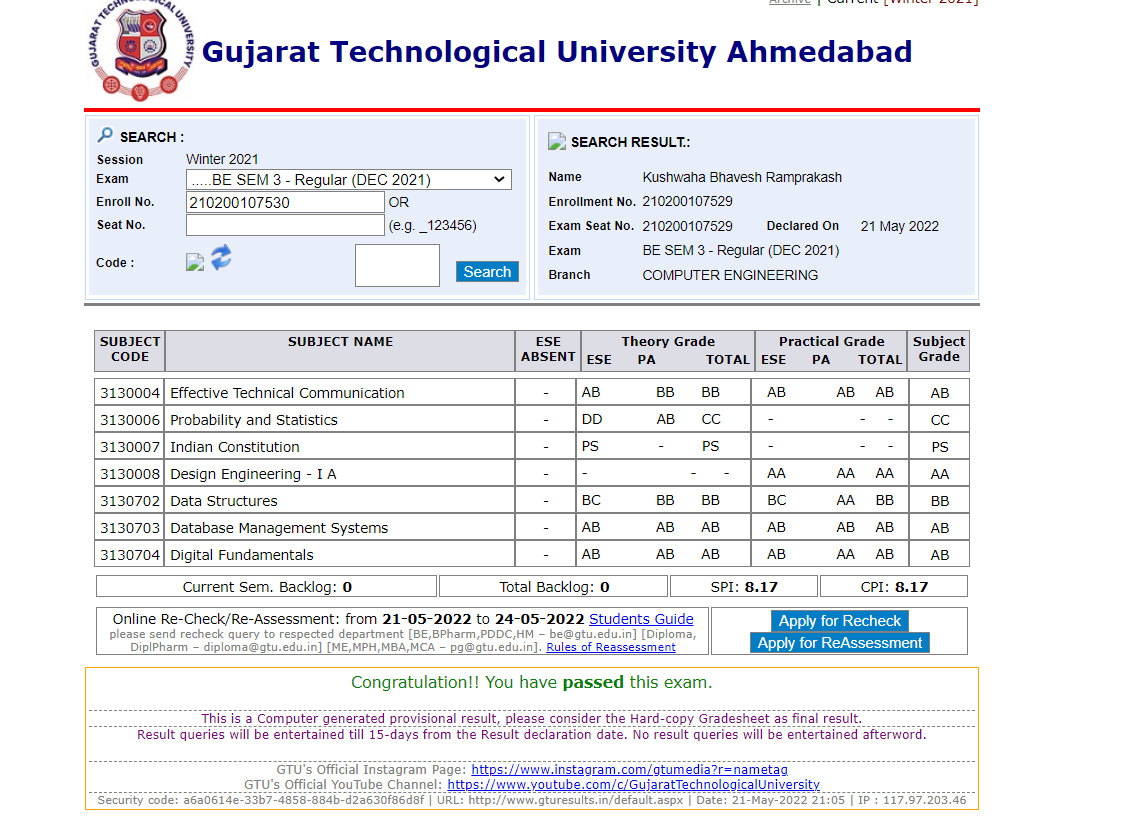 Archive | Current [Winter 2021]
GUJARAT TECHNOLOGICAL UNIVERSITY
Gujarat Technological University Ahmedabad
SEARCH :
Session Winter 2021
Exam .....BE SEM 3 - Regular (DEC 2021)
Enroll No. 210200107530 OR
Seat No. (e.g. _123456)
Code :
Search
SEARCH RESULT.:
Name Kushwaha Bhavesh Ramprakash
Enrollment No. 210200107529
Exam Seat No. 210200107529 Declared On 21 May 2022
Exam BE SEM 3 - Regular (DEC 2021)
Branch COMPUTER ENGINEERING
SUBJECT CODE SUBJECT NAME ESE ABSENT Theory Grade Practical Grade Subject Grade
ESE PA TOTAL ESE PA TOTAL
3130004 Effective Technical Communication - AB BB BB AB AB AB AB
3130006 Probability and Statistics - DD AB CC - - - CC
3130007 Indian Constitution - PS - PS - - - PS
3130008 Design Engineering - I A - - - - AA AA AA AA
3130702 Data Structures - BC BB BB BC AA BB BB
3130703 Database Management Systems - AB AB AB AB AB AB AB
3130704 Digital Fundamentals - AB AB AB AB AA AB AB
Current Sem. Backlog: 0 Total Backlog: 0 SPI: 8.17 CPI: 8.17
Online Re-Check/Re-Assessment: from 21-05-2022 to 24-05-2022 Students Guide
please send recheck query to respected department [BE,BPharm,PDDC,HM – be@gtu.edu.in] [Diploma,
DiplPharm – diploma@gtu.edu.in] [ME,MPH,MBA,MCA – pg@gtu.edu.in]. Rules of Reassessment
Apply for Recheck
Apply for ReAssessment
Congratulation!! You have passed this exam.
This is a Computer generated provisional result, please consider the Hard-copy Gradesheet as final result.
Result queries will be entertained till 15-days from the Result declaration date. No result queries will be entertained afterword.
GTU's Official Instagram Page: https://www.instagram.com/gtumedia?r=nametag
GTU's Official YouTube Channel: https://www.youtube.com/c/GujaratTechnologicalUniversity
Security code: a6a0614e-33b7-4858-884b-d2a630f86d8f | URL: http://www.gturesults.in/default.aspx | Date: 21-May-2022 21:05 | IP : 117.97.203.46